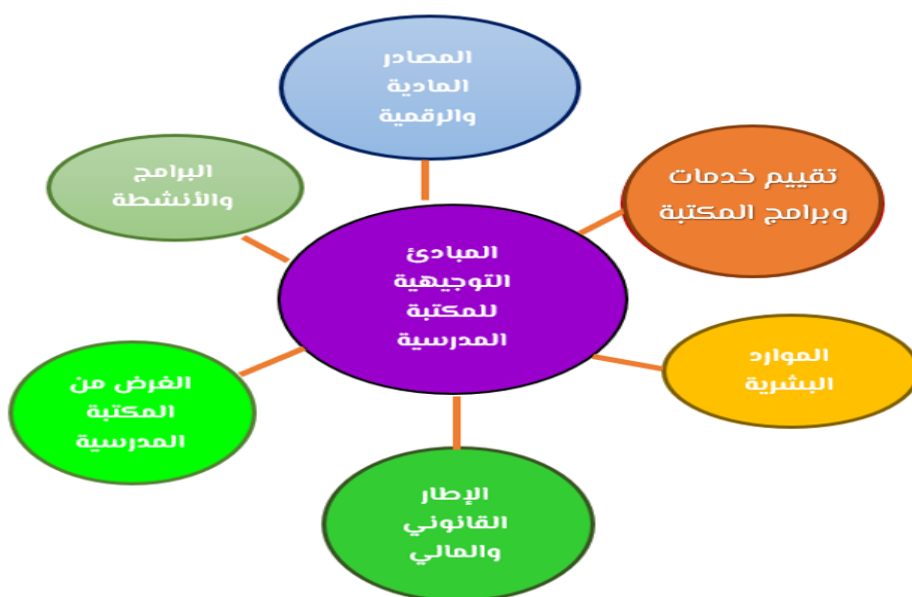 المصادر
المادية
والرقمية
تقييم خدمات
وبرامج المكتبة
البرامج
والأنشطة
المبادئ
التوجيهية
للمكتبة
المدرسية
الموارد
البشرية
الغرض من
المكتبة
المدرسية
الإطار
القانوني
والمالي